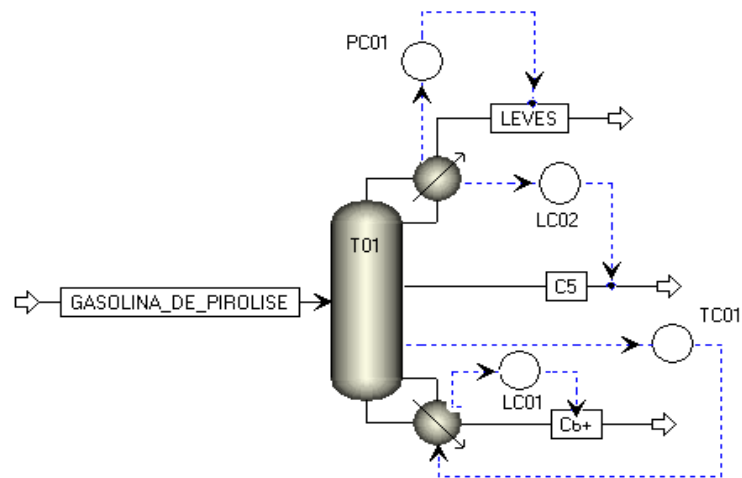 PC01
LEVES
LC02
T01
C5
GASOLINA_DE_PIROLISE
TC01
LC01
C6+